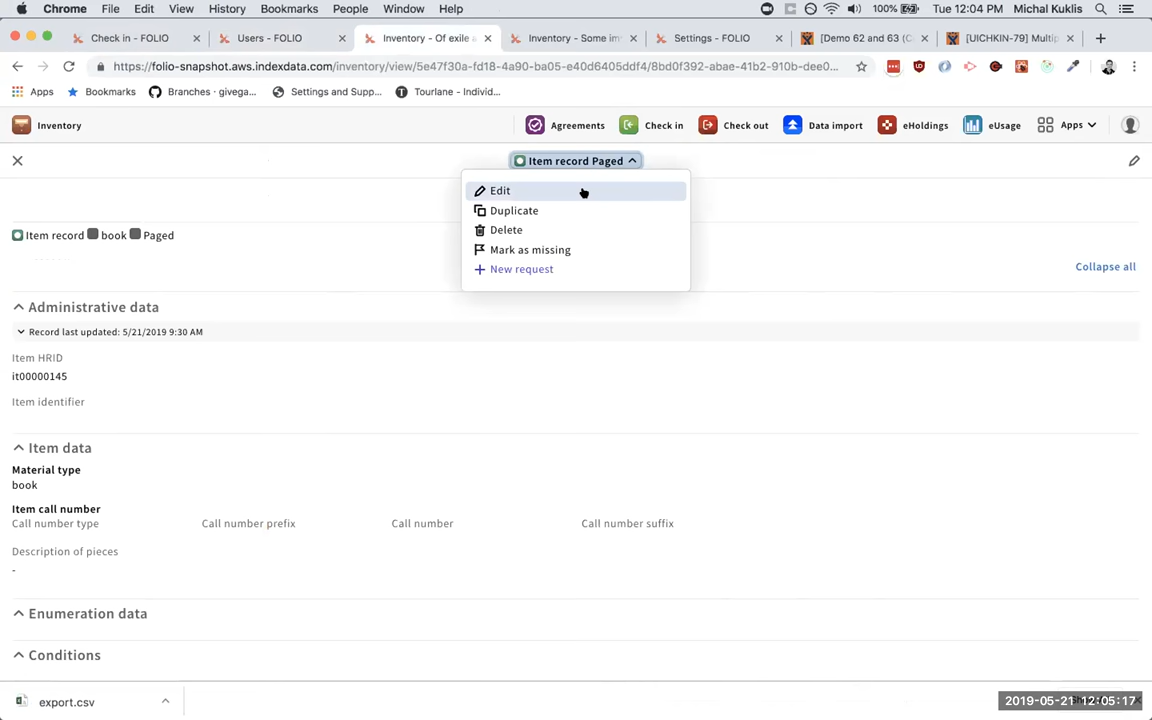 Chrome File Edit View History Bookmarks People Window Help 100% Tue 12:04 PM Michal Kuklis
Check in - FOLIO Users - FOLIO Inventory - Of exile a Inventory - Some im Settings - FOLIO [Demo 62 and 63 (C [UICHKIN-79] Multip
https://folio-snapshot.aws.indexdata.com/inventory/view/5e47f30a-fd18-4a90-ba05-e40d6405ddf4/8bd0f392-abae-41b2-910b-dee0...
Apps Bookmarks Branches · givega... Settings and Supp... Tourlane - Individ...
Inventory Agreements Check in Check out Data import eHoldings eUsage Apps
Item record Paged
Edit
Duplicate
Delete
Mark as missing
New request
Item record book Paged
Collapse all
Administrative data
Record last updated: 5/21/2019 9:30 AM
Item HRID
it00000145
Item identifier
Item data
Material type
book
Item call number
Call number type Call number prefix Call number Call number suffix
Description of pieces
-
Enumeration data
Conditions
export.csv
2019-05-21 12:05:17